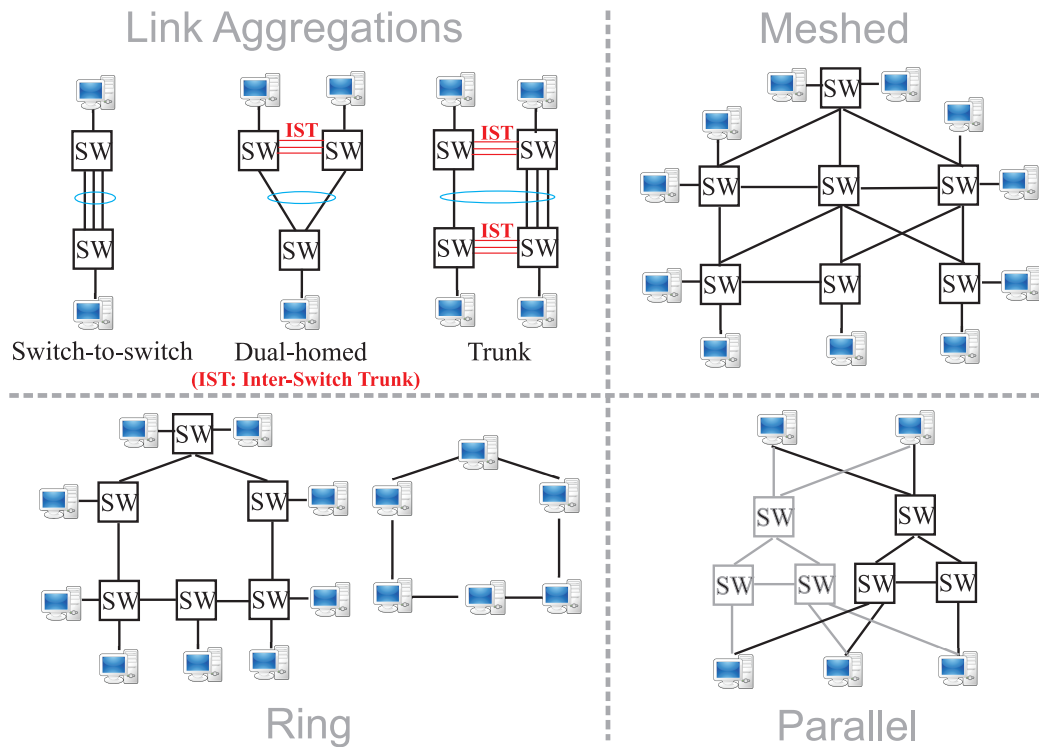 Link Aggregations
SW
SW
Switch-to-switch
IST
SW SW
SW
Dual-homed
(IST: Inter-Switch Trunk)
IST
SW SW
IST
SW SW
Trunk
Meshed
SW
SW SW SW
SW SW SW
SW
SW SW
SW SW SW
Ring
SW SW
SW SW SW SW
Parallel